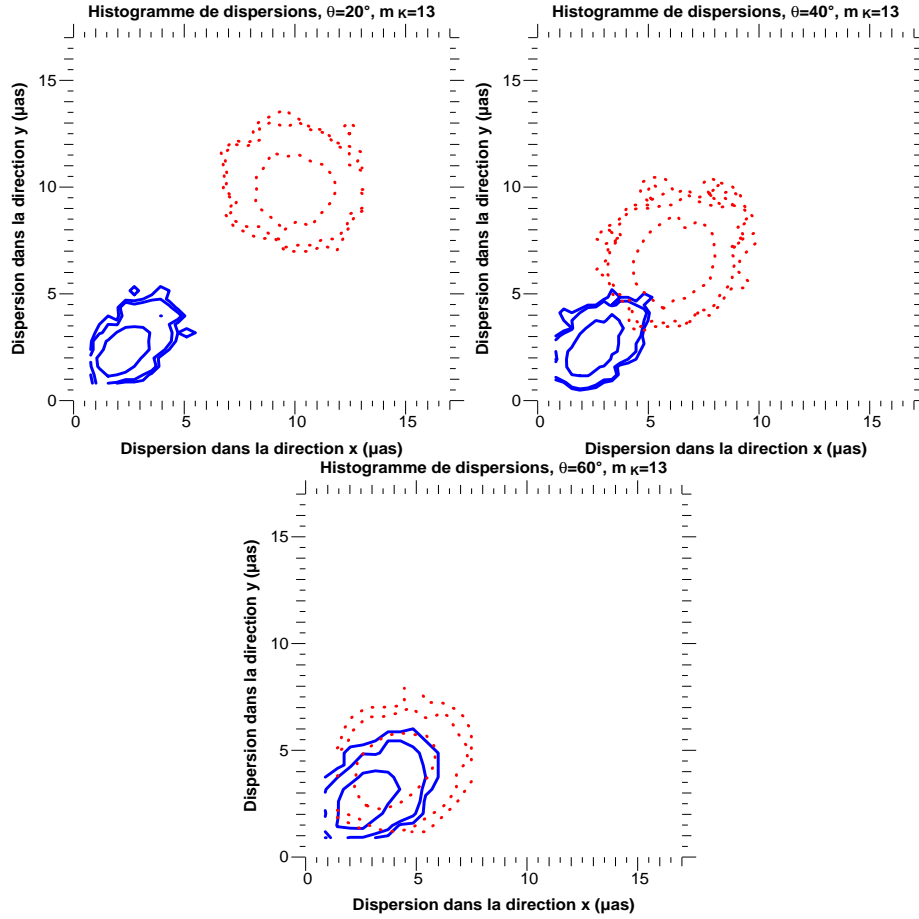 Histogramme de dispersions, θ=20°, m K=13
Dispersion dans la direction y (µas)
15
10
5
0
0 5 10 15
Dispersion dans la direction x (µas)
Histogramme de dispersions, θ=40°, m K=13
Dispersion dans la direction y (µas)
15
10
5
0
0 5 10 15
Dispersion dans la direction x (µas)
Histogramme de dispersions, θ=60°, m K=13
Dispersion dans la direction y (µas)
15
10
5
0
0 5 10 15
Dispersion dans la direction x (µas)